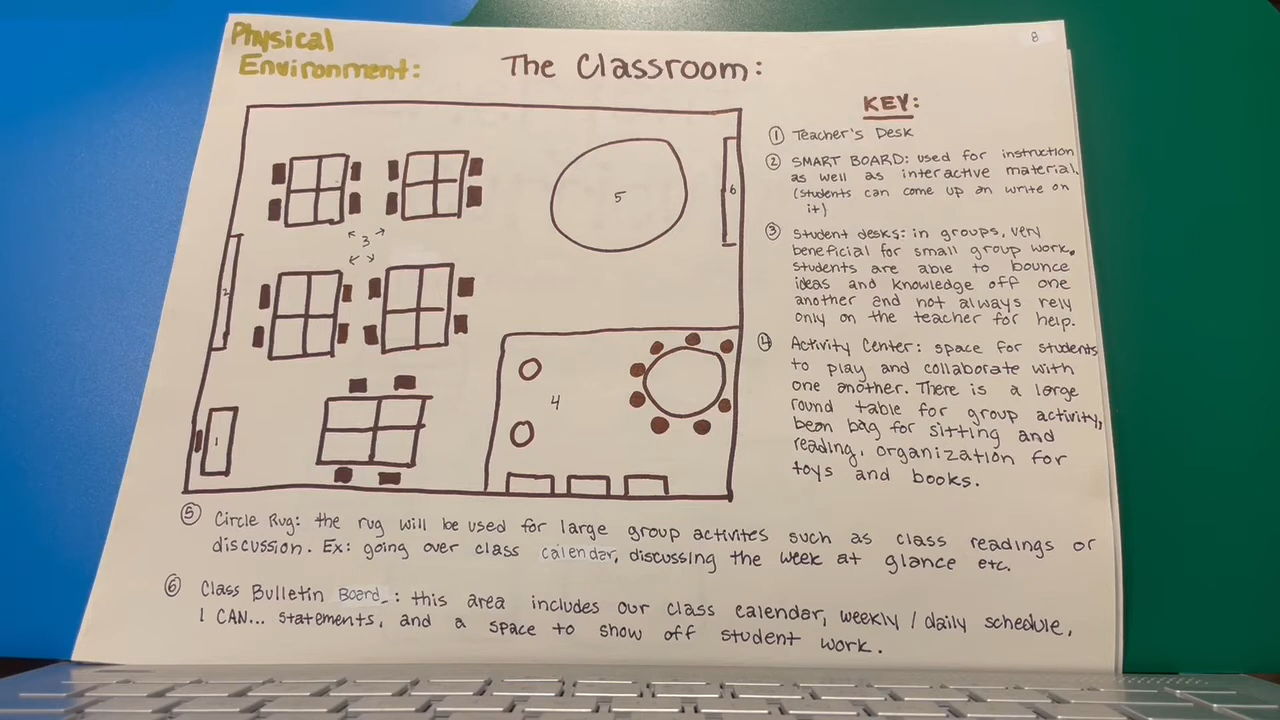 8
Physical
Environment:
The Classroom:
KEY:
① Teacher's Desk
② SMART BOARD: used for instruction
as well as interactive material.
(students can come up an write on
it)
③ Student desks: in groups, very
beneficial for small group work.
Students are able to bounce
ideas and knowledge off one
another and not always rely
only on the teacher for help.
④ Activity Center: space for students
to play and collaborate with
one another. There is a large
round table for group activity,
bean bag for sitting and
reading, organization for
toys and books.
5
6
3
2
4
1
⑤ Circle Rug: the rug will be used for large group activites such as class readings or
discussion. Ex: going over class calendar, discussing the week at glance etc.
⑥ Class Bulletin Board: this area includes our class calendar, weekly / daily schedule,
I CAN... statements, and a space to show off student work.